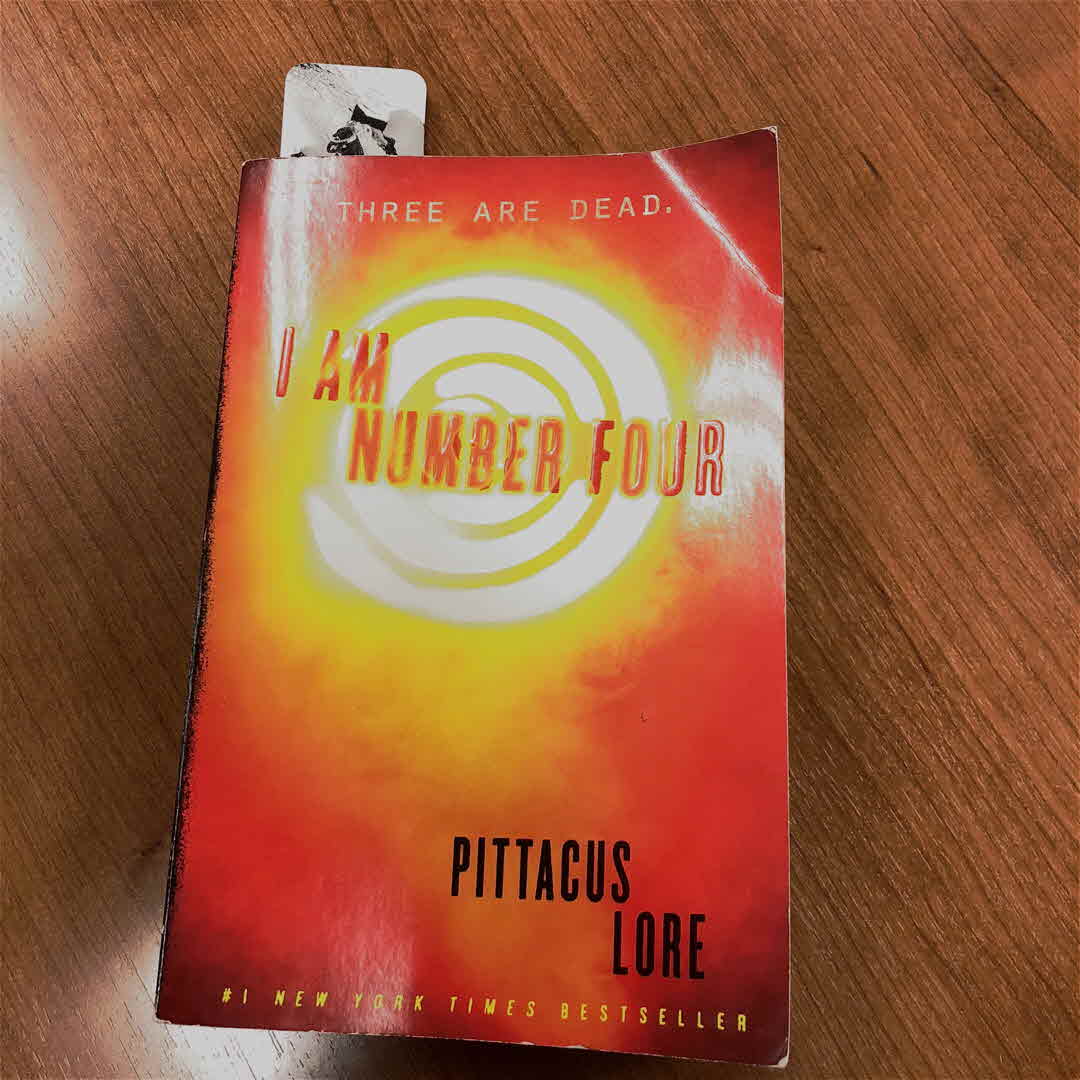 THREE ARE DEAD.
I AM
NUMBER FOUR
PITTACUS
LORE
#1 NEW YORK TIMES BESTSELLER